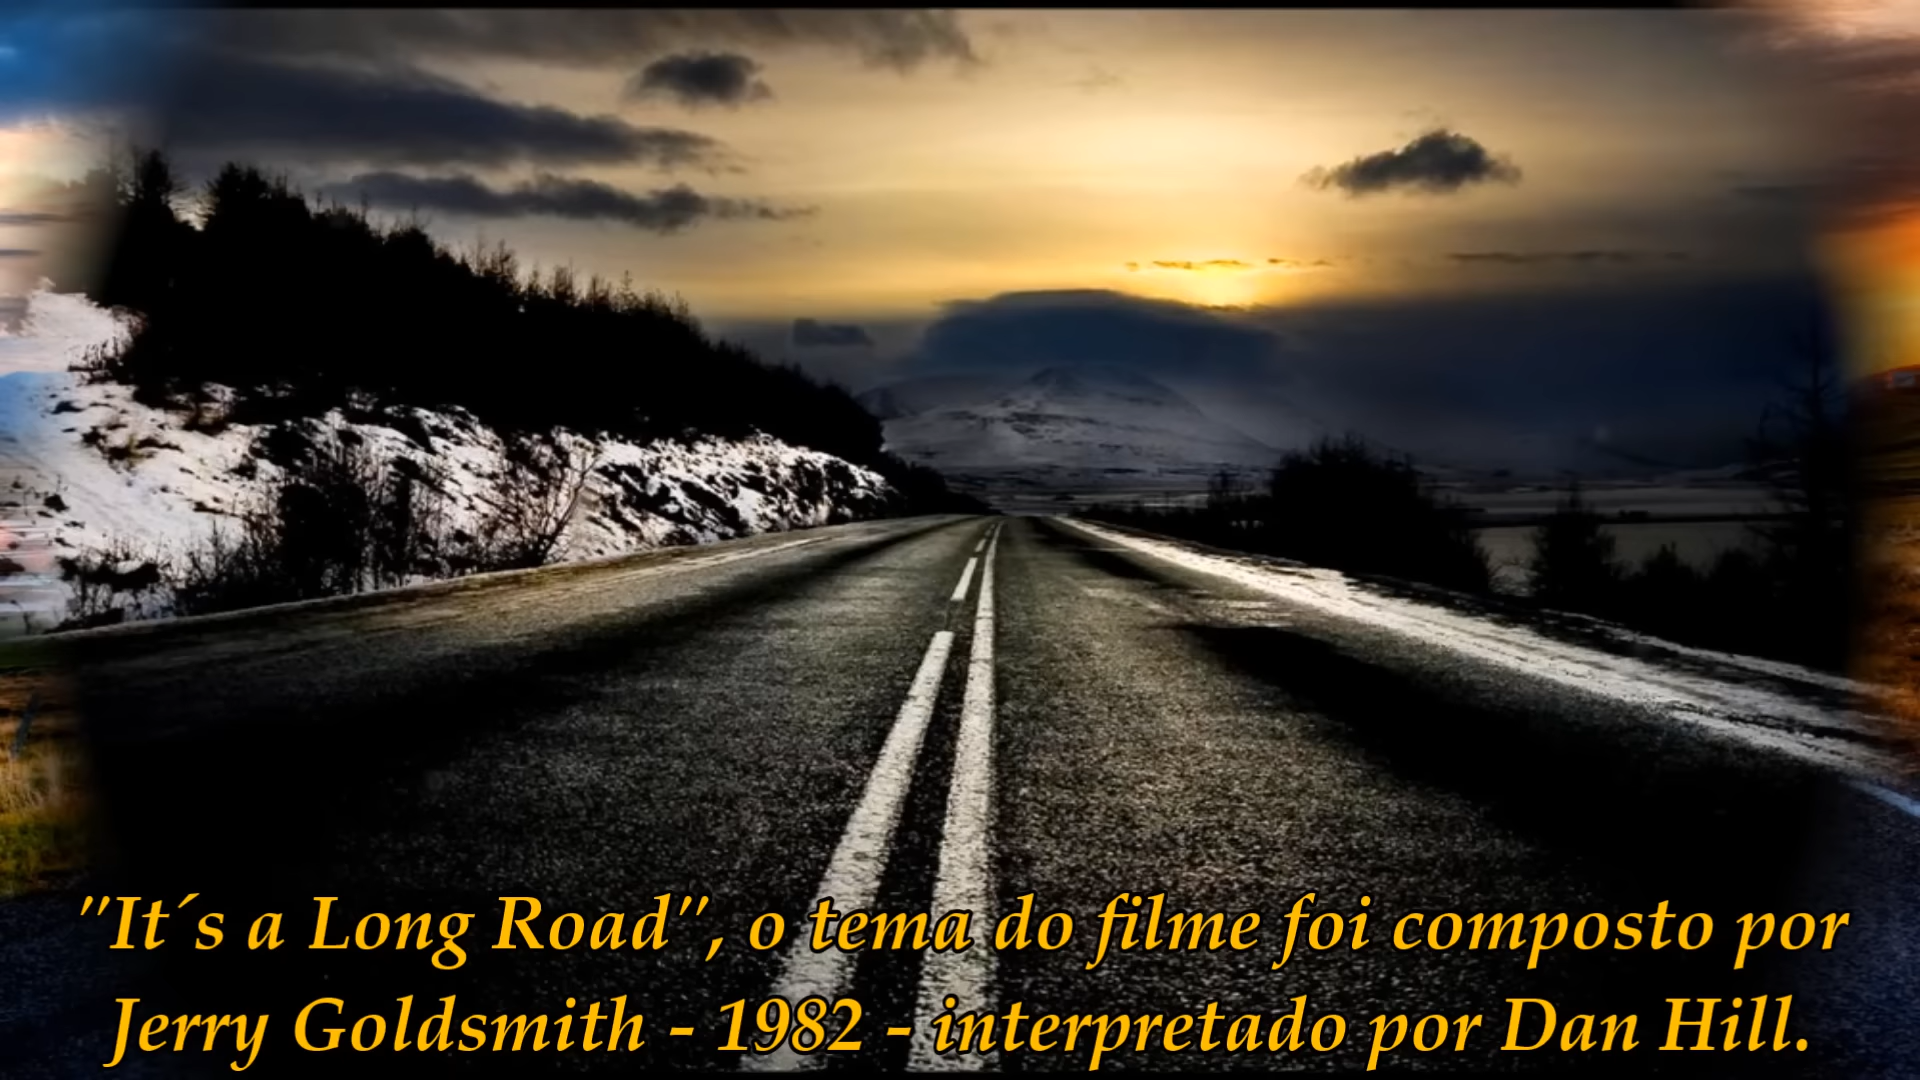 "It´s a Long Road", o tema do filme foi composto por
Jerry Goldsmith - 1982 - interpretado por Dan Hill.